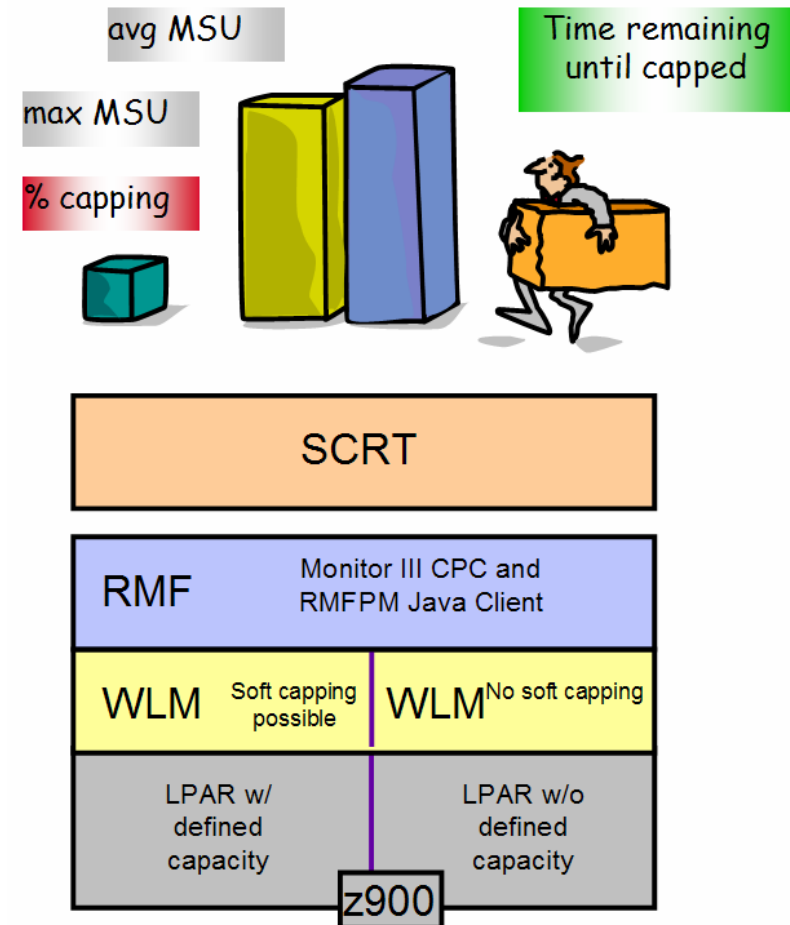 avg MSU
Time remaining
until capped
max MSU
% capping
SCRT
RMF
Monitor III CPC and
RMFPM Java Client
WLM
Soft capping
possible
WLM
No soft capping
LPAR w/
defined
capacity
LPAR w/o
defined
capacity
z900